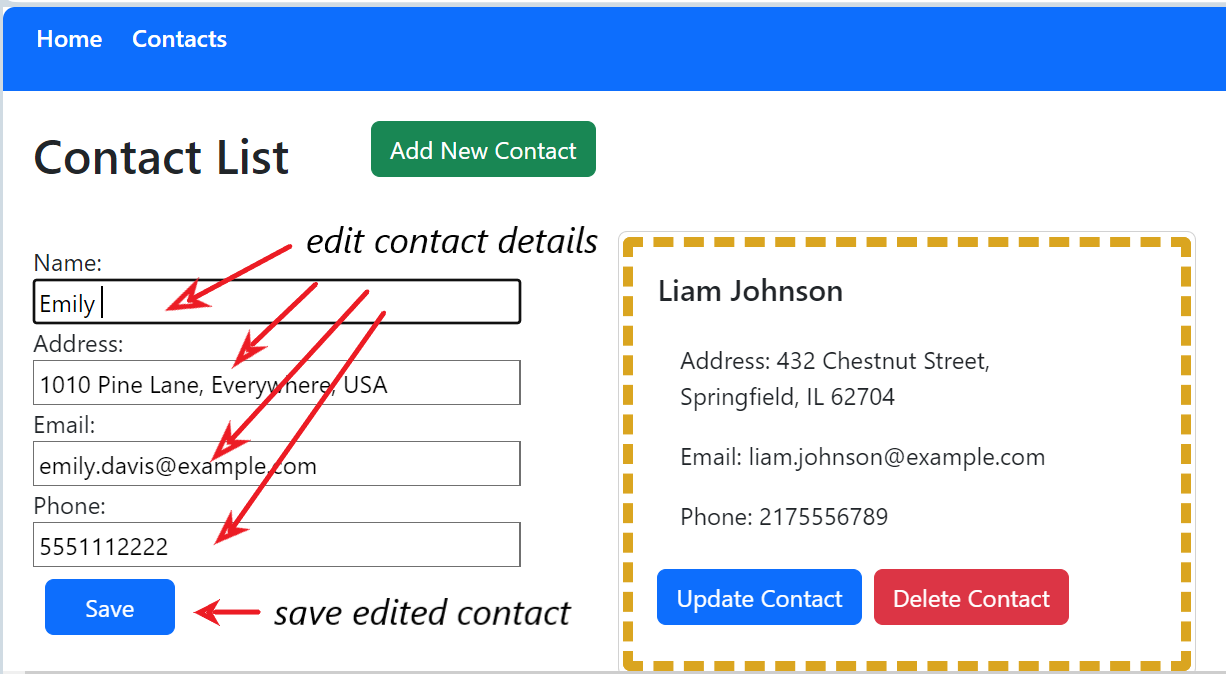 Home Contacts
Contact List
Add New Contact
edit contact details
Name:
Emily
Address:
1010 Pine Lane, Everywhere, USA
Email:
emily.davis@example.com
Phone:
5551112222
Save
save edited contact
Liam Johnson
Address: 432 Chestnut Street,
Springfield, IL 62704
Email: liam.johnson@example.com
Phone: 2175556789
Update Contact
Delete Contact